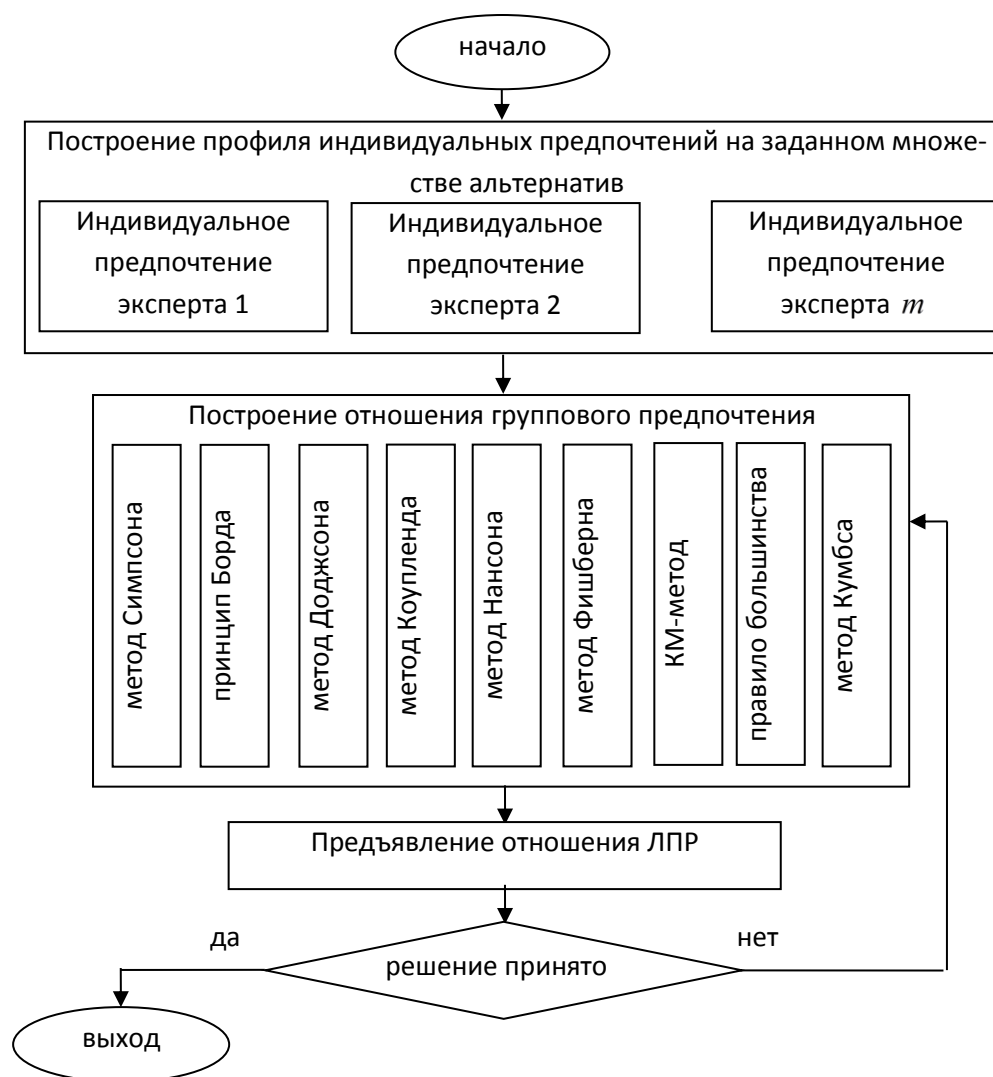 начало
Построение профиля индивидуальных предпочтений на заданном множе-
стве альтернатив
Индивидуальное
предпочтение
эксперта 1
Индивидуальное
предпочтение
эксперта 2
Индивидуальное
предпочтение
эксперта m
Построение отношения группового предпочтения
метод Симпсона
принцип Борда
метод Доджсона
метод Коупленда
метод Нансона
метод Фишберна
КМ-метод
правило большинства
метод Кумбса
Предъявление отношения ЛПР
да
нет
решение принято
выход